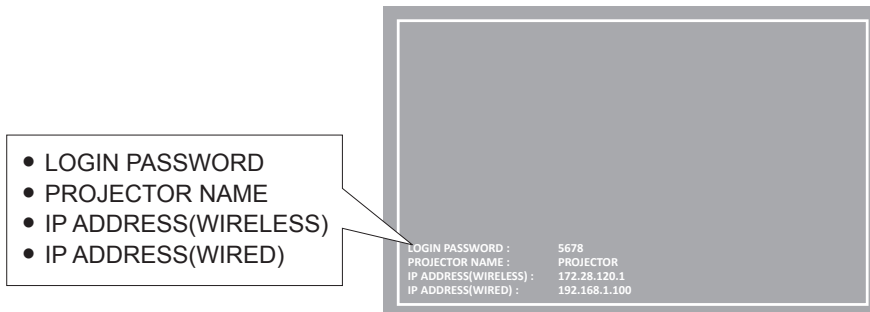 ● LOGIN PASSWORD
● PROJECTOR NAME
● IP ADDRESS(WIRELESS)
● IP ADDRESS(WIRED)
LOGIN PASSWORD : 5678
PROJECTOR NAME : PROJECTOR
IP ADDRESS(WIRELESS) : 172.28.120.1
IP ADDRESS(WIRED) : 192.168.1.100